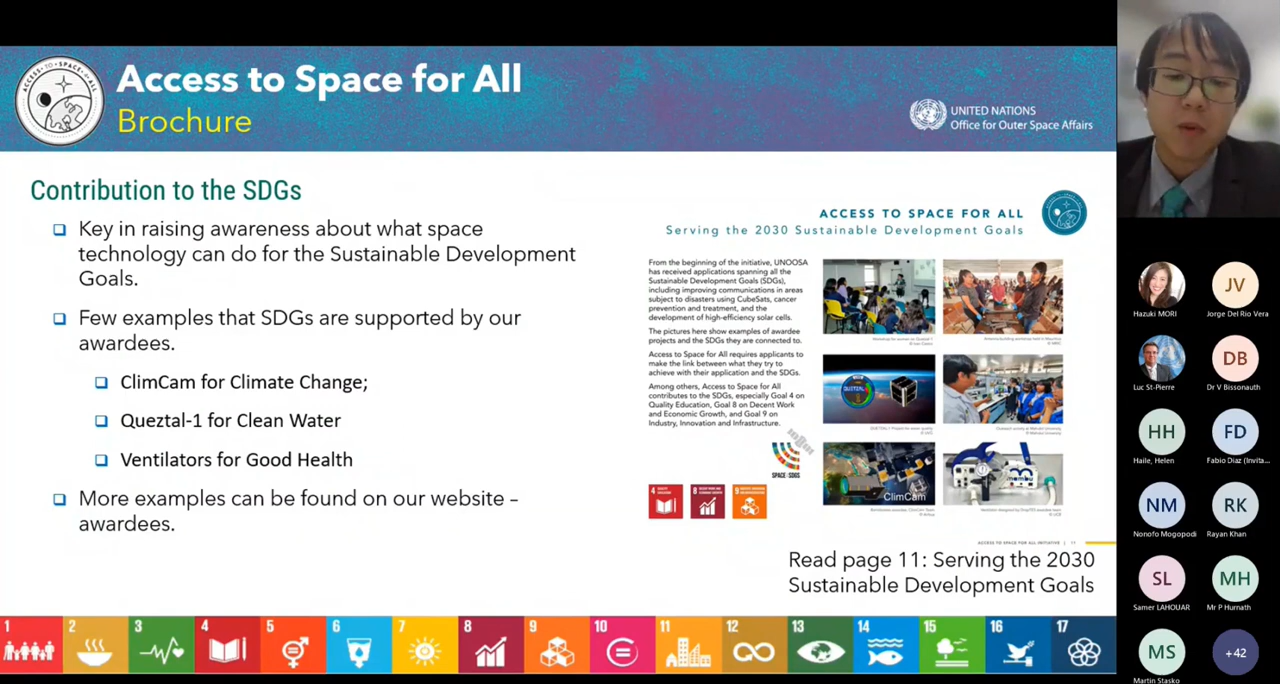 Access to Space for All
Brochure
UNITED NATIONS
Office for Outer Space Affairs
Contribution to the SDGs
Key in raising awareness about what space
technology can do for the Sustainable Development
Goals.
Few examples that SDGs are supported by our
awardees.
ClimCam for Climate Change;
Queztal-1 for Clean Water
Ventilators for Good Health
More examples can be found on our website –
awardees.
ACCESS TO SPACE FOR ALL
Serving the 2030 Sustainable Development Goals
From the beginning of the initiative, UNOOSA
has received applications spanning all the
Sustainable Development Goals (SDGs),
including improving communications in areas
subject to disasters using CubeSats, cancer
prevention and treatment, and the
development of high-efficiency solar cells.
The pictures here show examples of awardee
projects and the SDGs they are connected to.
Access to Space for All requires applicants to
make the link between what they try to
achieve with their application and the SDGs.
Among others, Access to Space for All
contributes to the SDGs, especially Goal 4 on
Quality Education, Goal 8 on Decent Work
and Economic Growth, and Goal 9 on
Industry, Innovation and Infrastructure.
SPACE4SDGS
4
8
9
ClimCam
ACCESS TO SPACE FOR ALL INITIATIVE | 11
Read page 11: Serving the 2030
Sustainable Development Goals
1 2 3 4 5 6 7 8 9 10 11 12 13 14 15 16 17
JV
Hazuki MORI
Jorge Del Rio Vera
DB
Luc St-Pierre
Dr V Bissonauth
HH
FD
Haile, Helen
Fabio Diaz (Invita...
NM
RK
Nonofo Mogopodi
Rayan Khan
SL
MH
Samer LAHOUAR
Mr P Hurnath
MS
+42
Martin Stasko